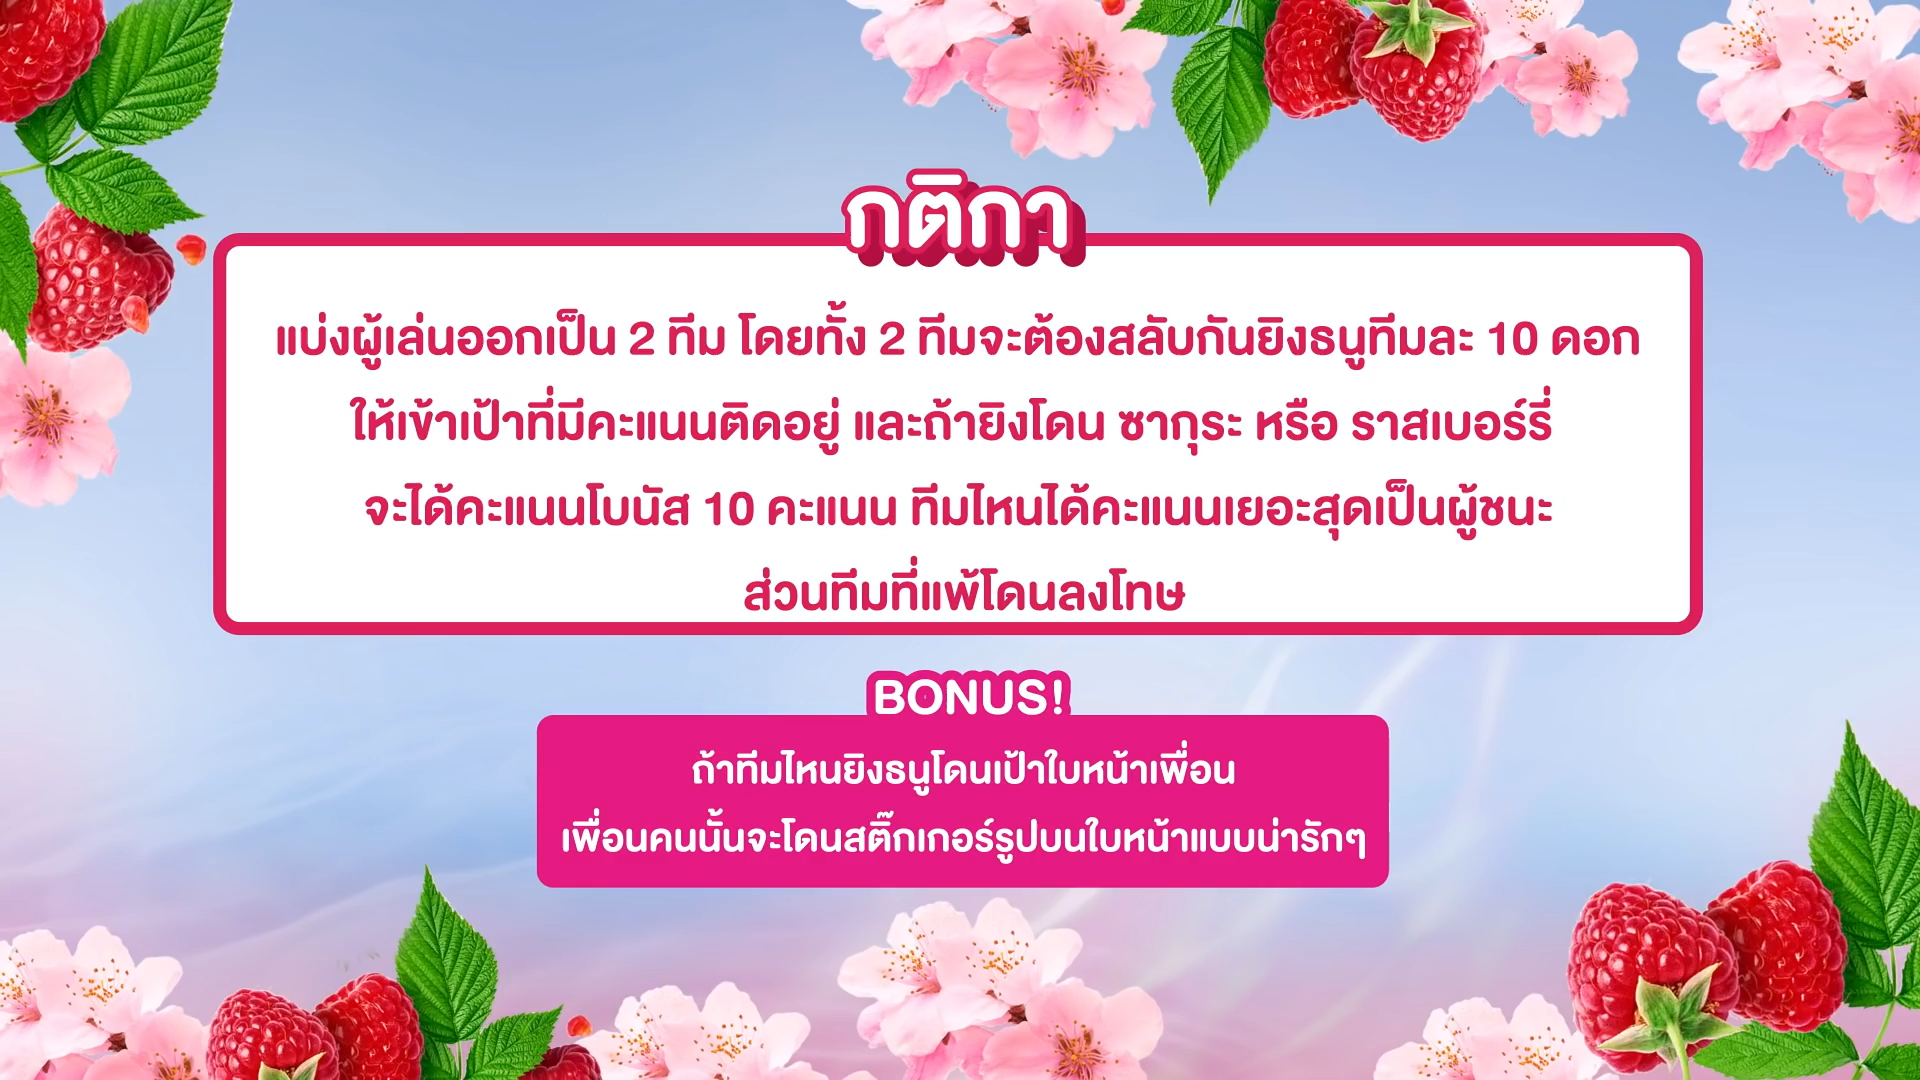 กติกา
แบ่งผู้เล่นออกเป็น 2 ทีม โดยทั้ง 2 ทีมจะต้องสลับกันยิงธนูทีมละ 10 ดอก
ให้เข้าเป้าที่มีคะแนนติดอยู่ และถ้ายิงโดน ซากุระ หรือ ราสเบอร์รี่
จะได้คะแนนโบนัส 10 คะแนน ทีมไหนได้คะแนนเยอะสุดเป็นผู้ชนะ
ส่วนทีมที่แพ้โดนลงโทษ
BONUS!
ถ้าทีมไหนยิงธนูโดนเป้าใบหน้าเพื่อน
เพื่อนคนนั้นจะโดนสติ๊กเกอร์รูปบนใบหน้าแบบน่ารักๆ